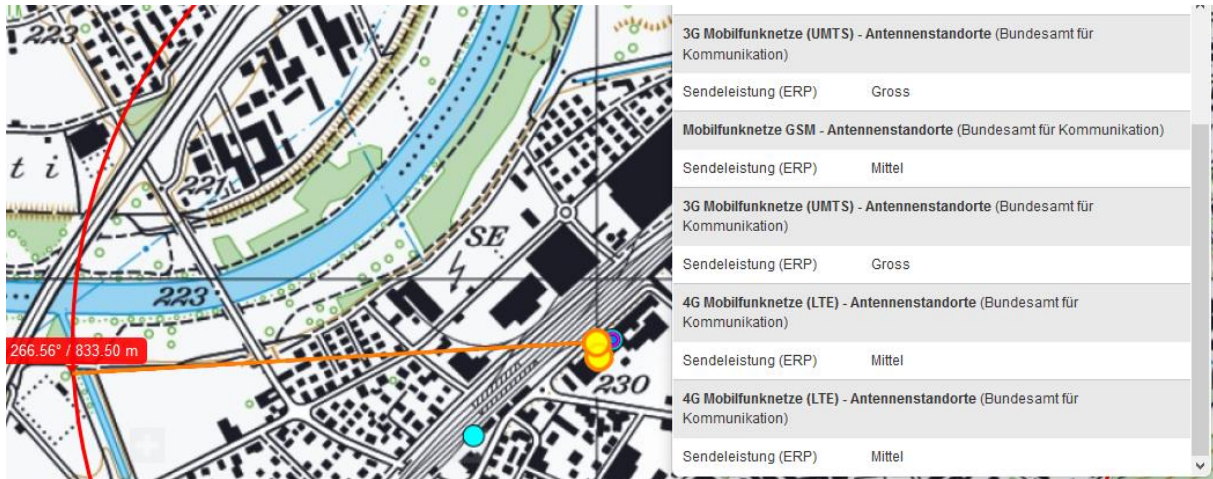 223
t i
221
SE
223
266.56° / 833.50 m
230
3G Mobilfunknetze (UMTS) - Antennenstandorte (Bundesamt für
Kommunikation)
Sendeleistung (ERP) Gross
Mobilfunknetze GSM - Antennenstandorte (Bundesamt für Kommunikation)
Sendeleistung (ERP) Mittel
3G Mobilfunknetze (UMTS) - Antennenstandorte (Bundesamt für
Kommunikation)
Sendeleistung (ERP) Gross
4G Mobilfunknetze (LTE) - Antennenstandorte (Bundesamt für
Kommunikation)
Sendeleistung (ERP) Mittel
4G Mobilfunknetze (LTE) - Antennenstandorte (Bundesamt für
Kommunikation)
Sendeleistung (ERP) Mittel